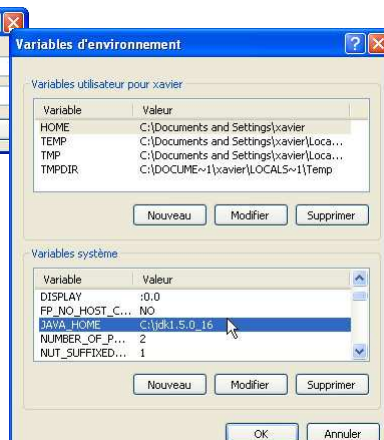 Variables d'environnement
Variables utilisateur pour xavier
Variable Valeur
HOME C:\Documents and Settings\xavier
TEMP C:\Documents and Settings\xavier\Loca...
TMP C:\Documents and Settings\xavier\Loca...
TMPDIR C:\DOCUME~1\xavier\LOCALS~1\Temp
Nouveau Modifier Supprimer
Variables système
Variable Valeur
DISPLAY :0.0
FP_NO_HOST_C... NO
JAVA_HOME C:\jdk1.5.0_16
NUMBER_OF_P... 2
NUT_SUFFIXED... 1
Nouveau Modifier Supprimer
OK Annuler